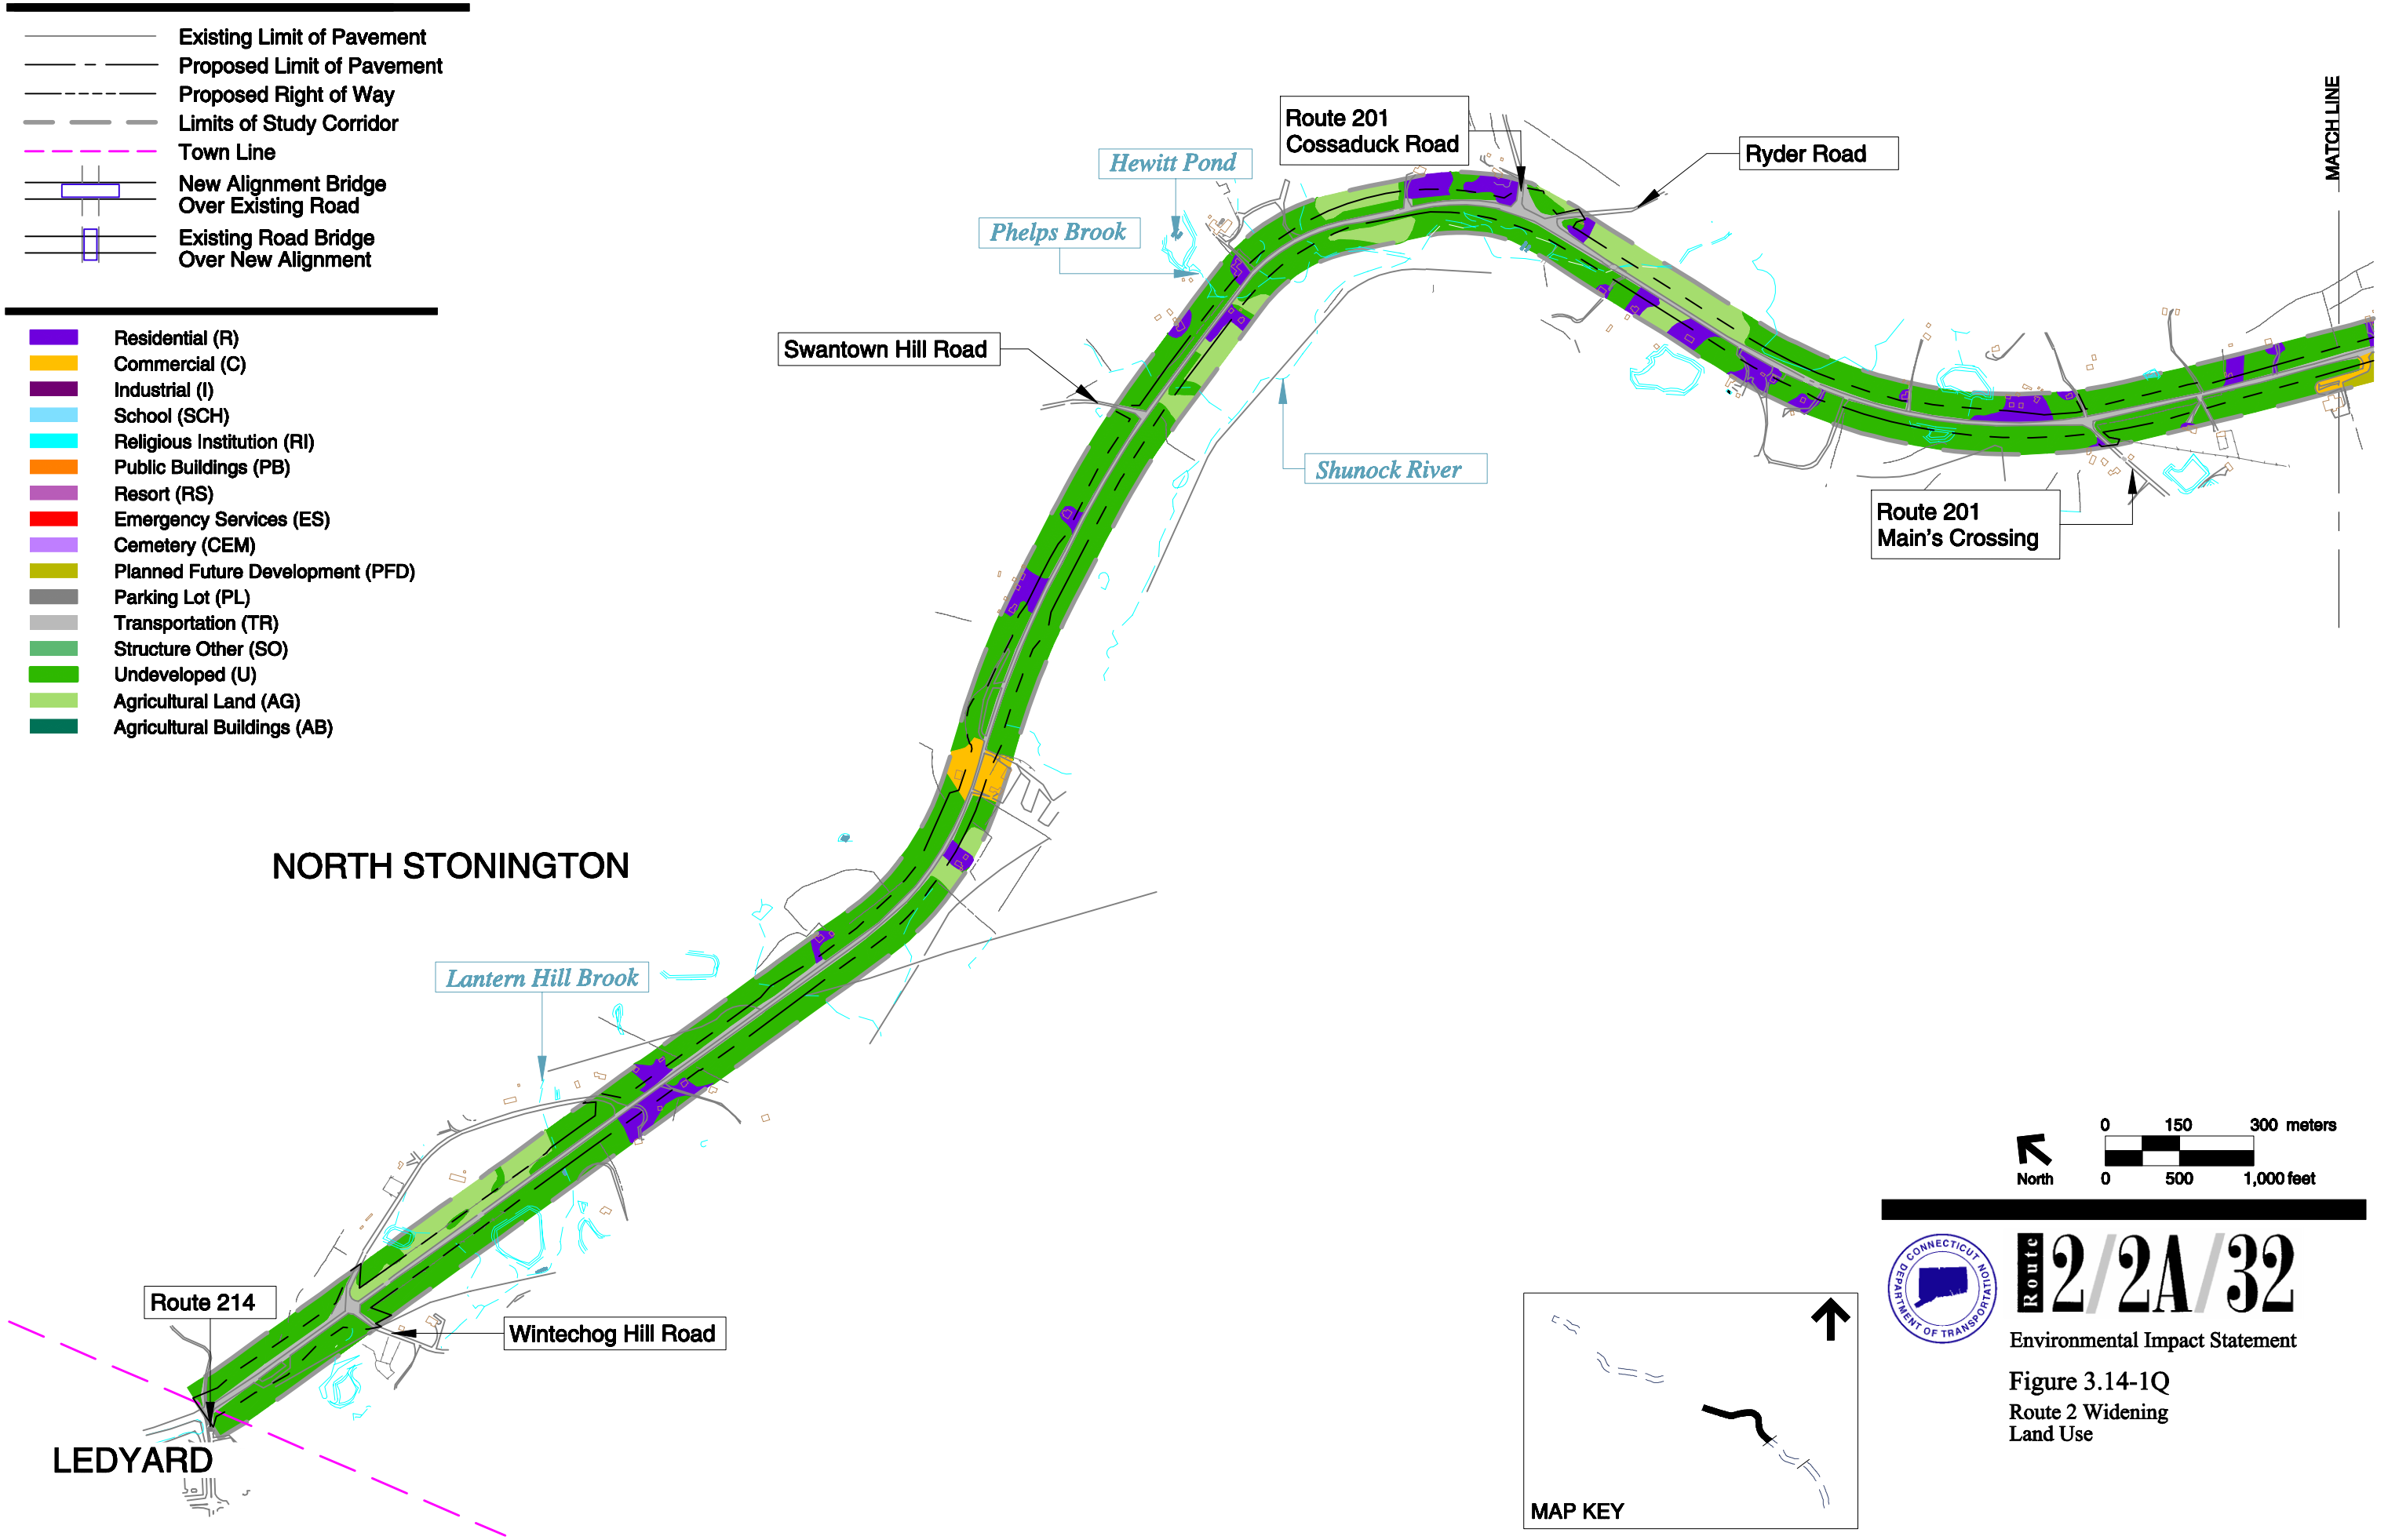 Existing Limit of Pavement
Proposed Limit of Pavement
Proposed Right of Way
Limits of Study Corridor
Town Line
New Alignment Bridge
Over Existing Road
Existing Road Bridge
Over New Alignment
Residential (R)
Commercial (C)
Industrial (I)
School (SCH)
Religious Institution (RI)
Public Buildings (PB)
Resort (RS)
Emergency Services (ES)
Cemetery (CEM)
Planned Future Development (PFD)
Parking Lot (PL)
Transportation (TR)
Structure Other (SO)
Undeveloped (U)
Agricultural Land (AG)
Agricultural Buildings (AB)
Route 201
Cossaduck Road
Ryder Road
MATCH LINE
Hewitt Pond
Phelps Brook
Swantown Hill Road
Shunock River
Route 201
Main's Crossing
NORTH STONINGTON
Lantern Hill Brook
Route 214
Wintechog Hill Road
LEDYARD
North
0 150 300 meters
0 500 1,000 feet
CONNECTICUT
DEPARTMENT OF TRANSPORTATION
Route 2/2A/32
Environmental Impact Statement
Figure 3.14-1Q
Route 2 Widening
Land Use
MAP KEY